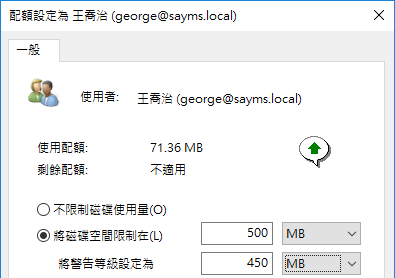 配額設定為 王喬治 (george@sayms.local)
一般
使用者: 王喬治 (george@sayms.local)
使用配額: 71.36 MB
剩餘配額: 不適用
不限制磁碟使用量(O)
將磁碟空間限制在(L) 500 MB
將警告等級設定為 450 MB